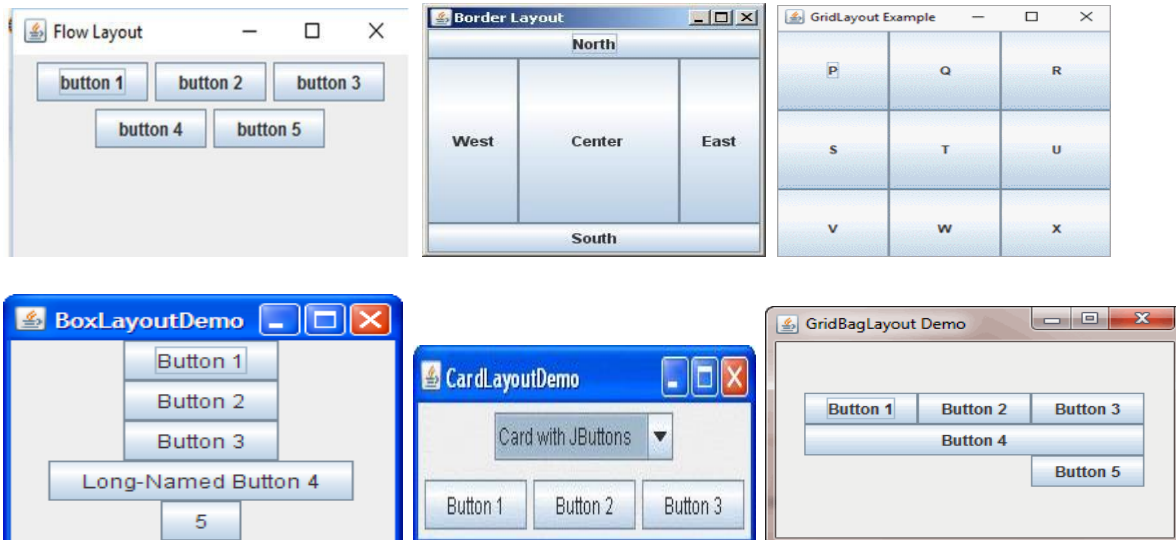 Flow Layout
button 1 button 2 button 3
button 4 button 5
Border Layout
North
West Center East
South
GridLayout Example
P Q R
S T U
V W X
BoxLayoutDemo
Button 1
Button 2
Button 3
Long-Named Button 4
5
CardLayoutDemo
Card with JButtons
Button 1 Button 2 Button 3
GridBagLayout Demo
Button 1 Button 2 Button 3
Button 4
Button 5